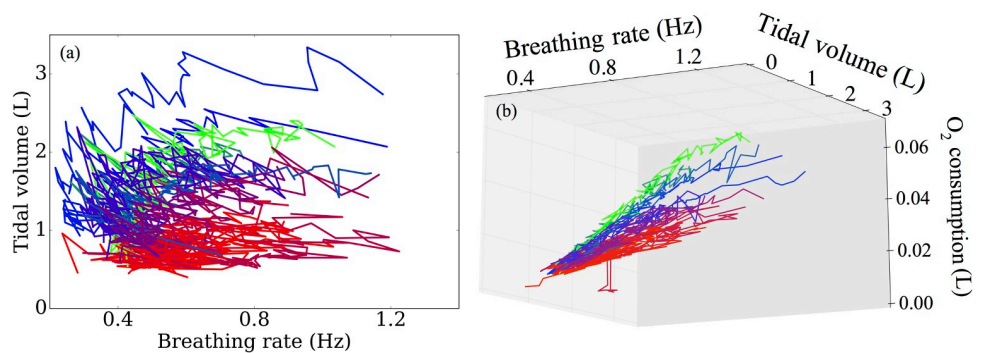 (a)
3
2
1
0
Tidal volume (L)
0.4 0.8 1.2
Breathing rate (Hz)
(b)
Breathing rate (Hz)
0.4 0.8 1.2
Tidal volume (L)
0 1 2 3
0.06
0.04
0.02
0.00
O₂ consumption (L)